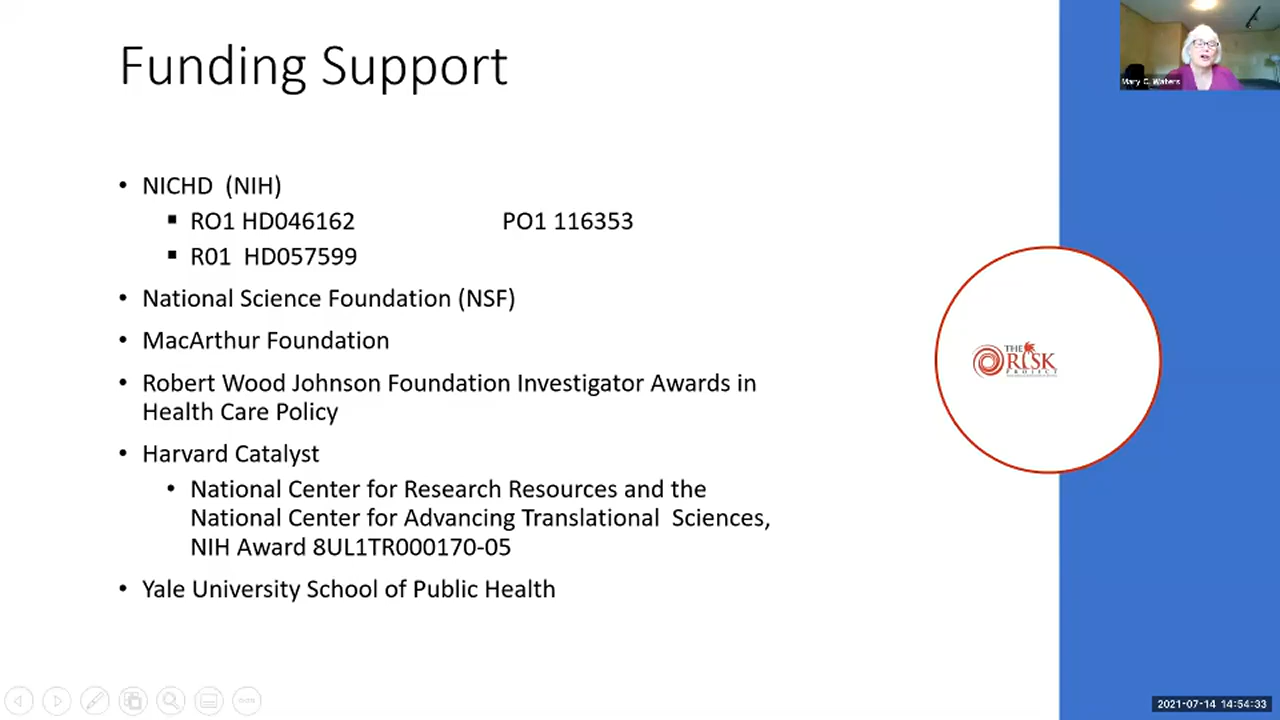 Funding Support
Mary C. Waters
• NICHD (NIH)
▪ RO1 HD046162 PO1 116353
▪ R01 HD057599
• National Science Foundation (NSF)
• MacArthur Foundation
• Robert Wood Johnson Foundation Investigator Awards in
Health Care Policy
• Harvard Catalyst
• National Center for Research Resources and the
National Center for Advancing Translational Sciences,
NIH Award 8UL1TR000170-05
• Yale University School of Public Health
THE
RISK
PROJECT
2021-07-14 14:54:33